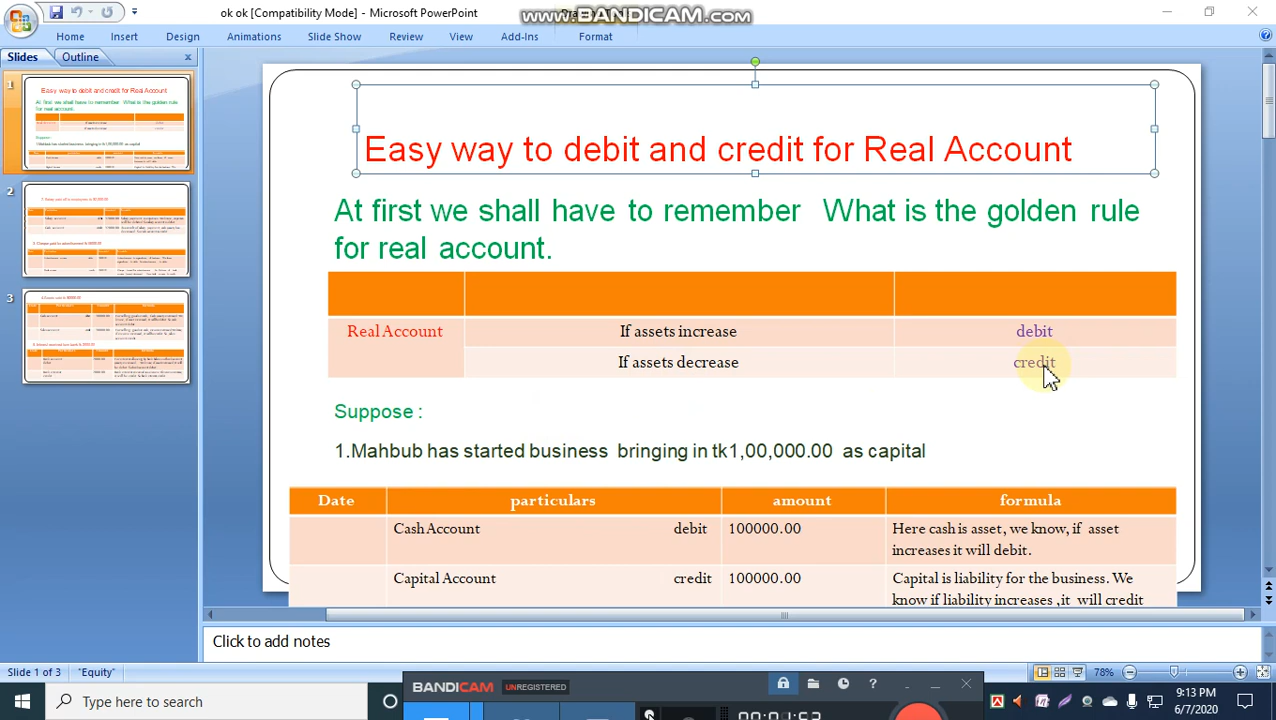 ok ok [Compatibility Mode] - Microsoft PowerPoint
www.BANDICAM.com
Home Insert Design Animations Slide Show Review View Add-Ins Format
Slides Outline
1
2
3
Easy way to debit and credit for Real Account
At first we shall have to remember What is the golden rule
for real account.
Real Account If assets increase debit
If assets decrease credit
Suppose :
1.Mahbub has started business bringing in tk1,00,000.00 as capital
Date particulars amount formula
Cash Account debit 100000.00 Here cash is asset, we know, if asset
increases it will debit.
Capital Account credit 100000.00 Capital is liability for the business. We
know if liability increases ,it will credit
Click to add notes
Slide 1 of 3 "Equity" 78%
BANDICAM UNREGISTERED
Type here to search
9:13 PM
6/7/2020